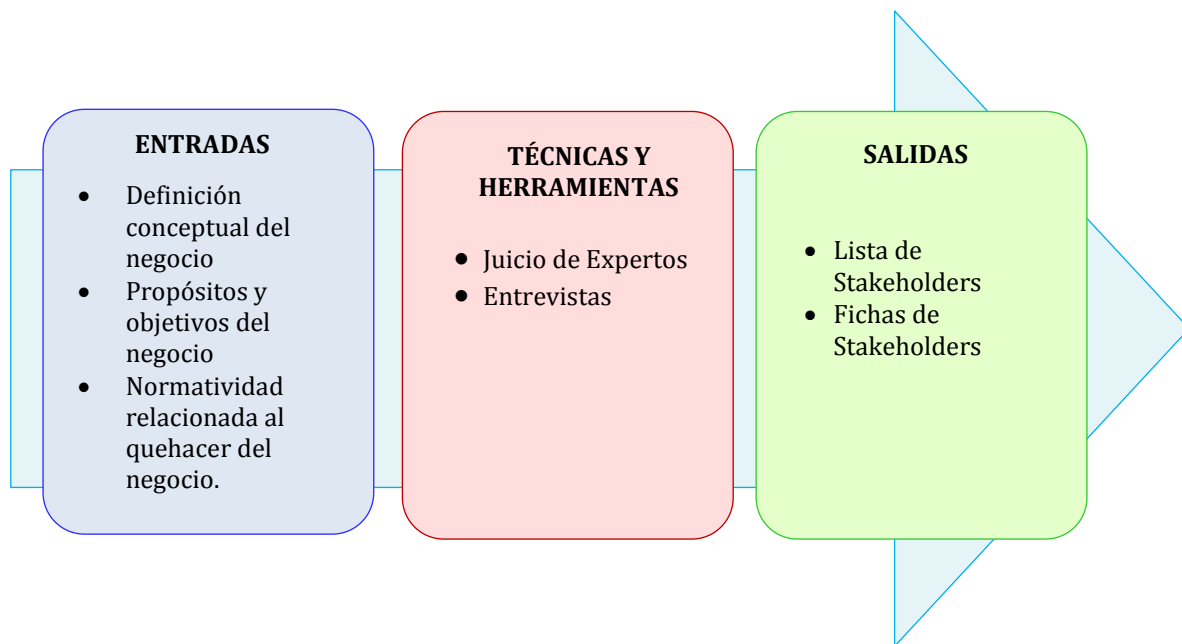 ENTRADAS
• Definición
conceptual del
negocio
• Propósitos y
objetivos del
negocio
• Normatividad
relacionada al
quehacer del
negocio.
TÉCNICAS Y
HERRAMIENTAS
• Juicio de Expertos
• Entrevistas
SALIDAS
• Lista de
Stakeholders
• Fichas de
Stakeholders